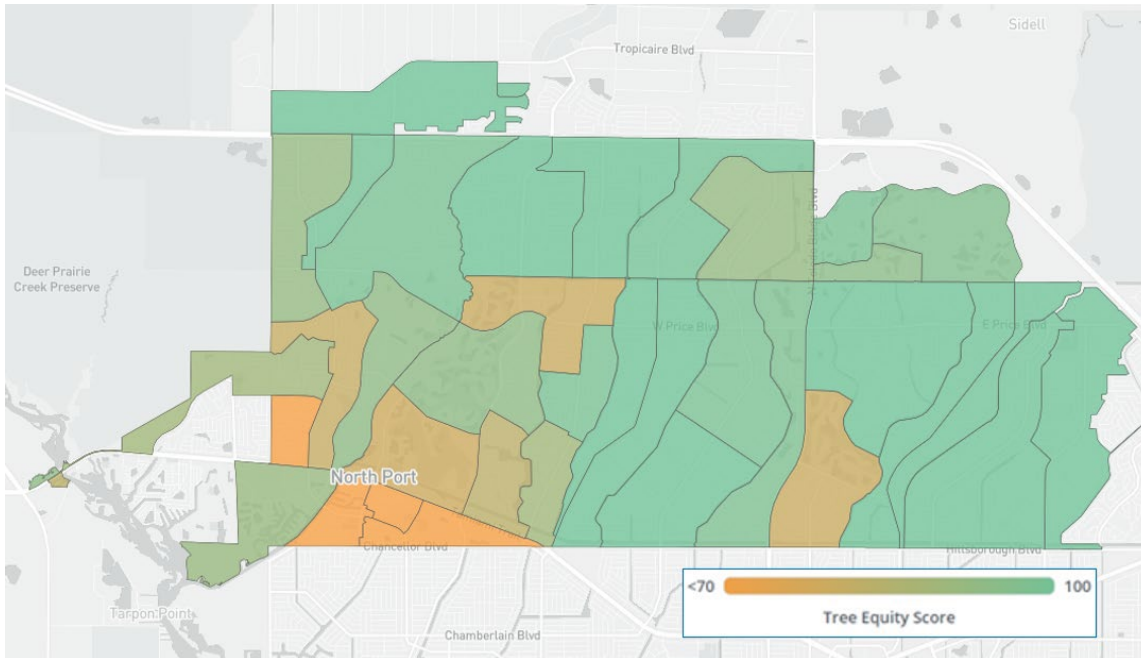 Sidell
Tropicaire Blvd
Deer Prairie
Creek Preserve
W Price Blvd
E Price Blvd
North Port
Chancellor Blvd
Hillsborough Blvd
<70
100
Tree Equity Score
Tarpon Point
Chamberlain Blvd